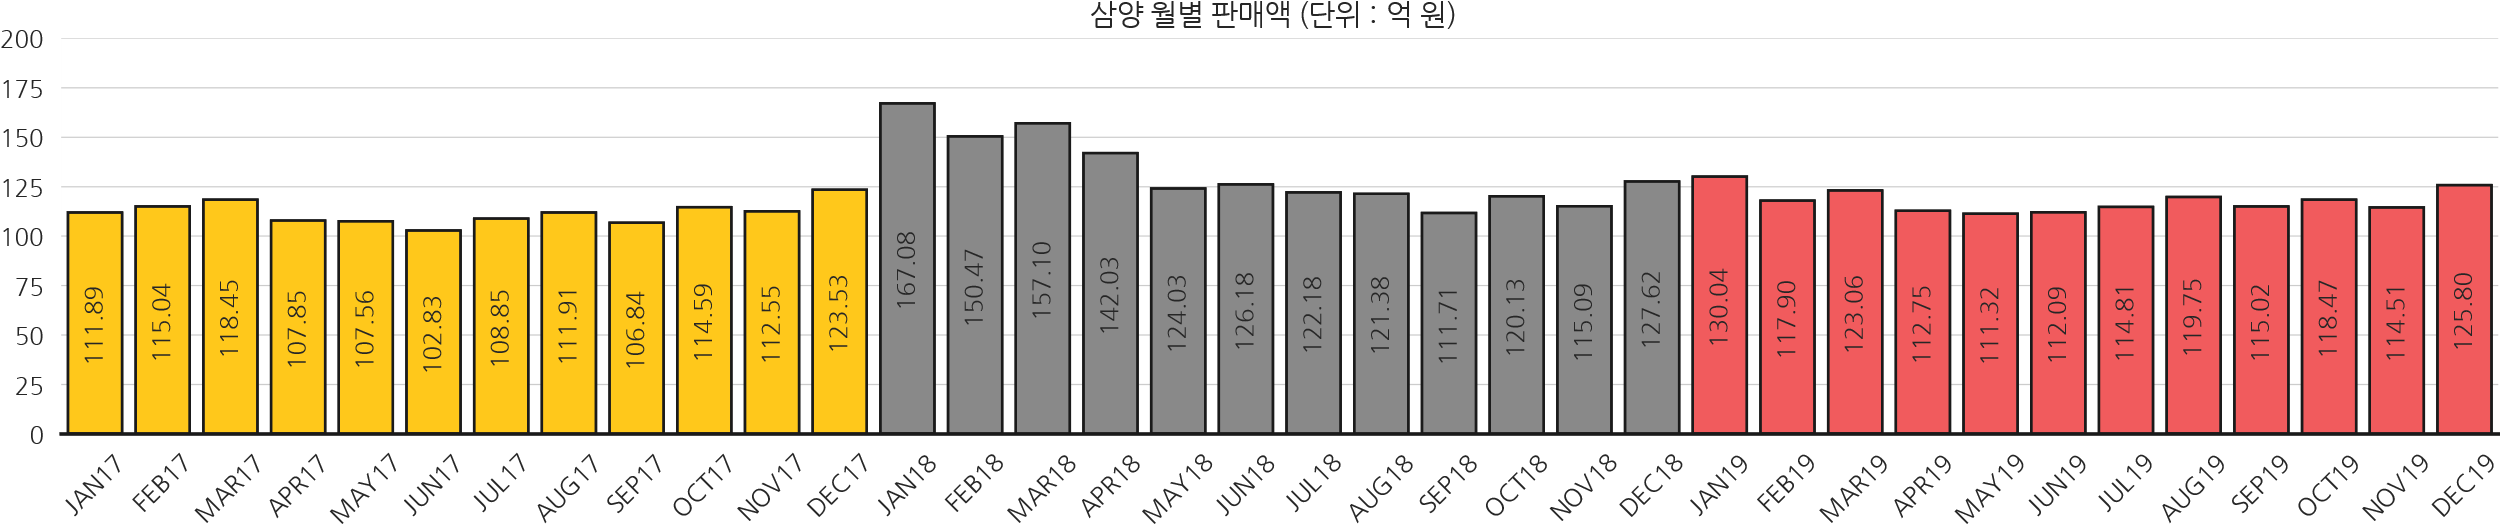 삼양 월별 판매액 (단위 : 억 원)
200
175
150
125
100
75
50
25
0
111.89
115.04
118.45
107.85
107.56
102.83
108.85
111.91
106.84
114.59
112.55
123.53
167.08
150.47
157.10
142.03
124.03
126.18
122.18
121.38
111.71
120.13
115.09
127.62
130.04
117.90
123.06
112.75
111.32
112.09
114.81
119.75
115.02
118.47
114.51
125.80
JAN17
FEB17
MAR17
APR17
MAY17
JUN17
JUL17
AUG17
SEP17
OCT17
NOV17
DEC17
JAN18
FEB18
MAR18
APR18
MAY18
JUN18
JUL18
AUG18
SEP18
OCT18
NOV18
DEC18
JAN19
FEB19
MAR19
APR19
MAY19
JUN19
JUL19
AUG19
SEP19
OCT19
NOV19
DEC19